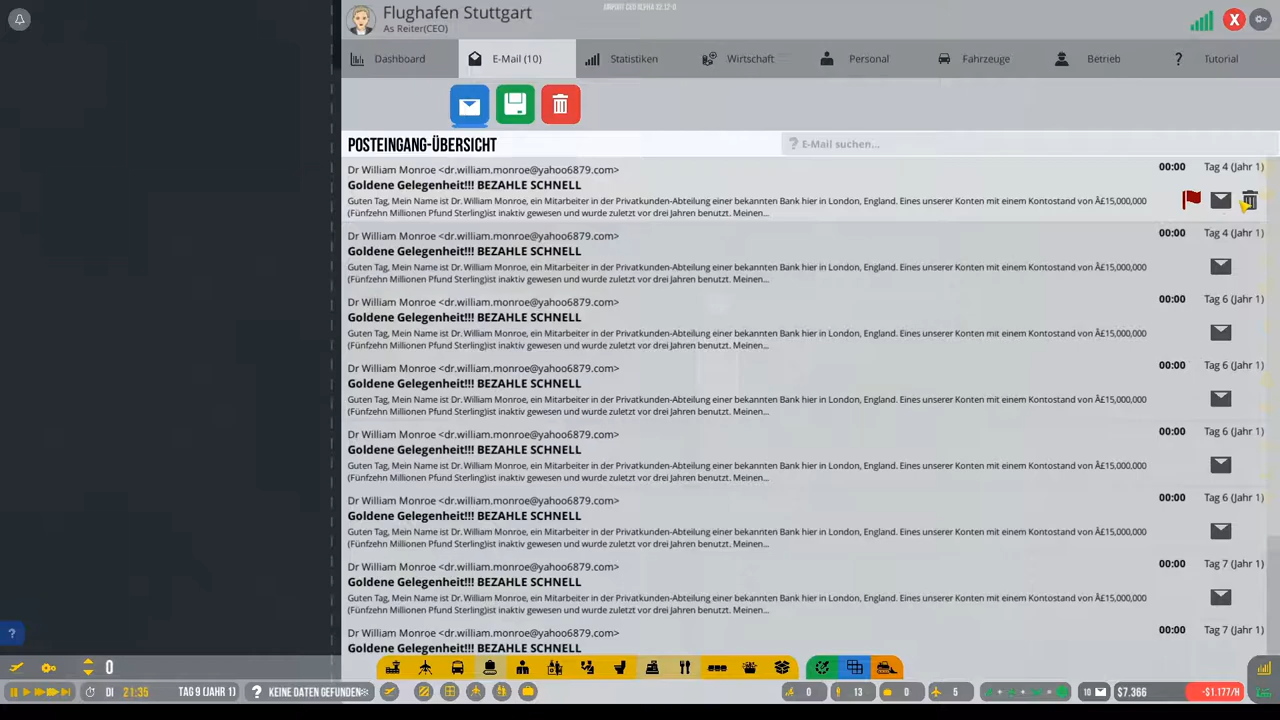 AIRPORT CEO
Flughafen Stuttgart
As Reiter(CEO)
X
Dashboard
E-Mail (10)
Statistiken
Wirtschaft
Personal
Fahrzeuge
Betrieb
? Tutorial
POSTEINGANG-ÜBERSICHT
? E-Mail suchen...
Dr William Monroe <dr.william.monroe@yahoo6879.com>
00:00 Tag 4 (Jahr 1)
Goldene Gelegenheit!!! BEZAHLE SCHNELL
Guten Tag, Mein Name ist Dr. William Monroe, ein Mitarbeiter in der Privatkunden-Abteilung einer bekannten Bank hier in London, England. Eines unserer Konten mit einem Kontostand von Â£15,000,000
(Fünfzehn Millionen Pfund Sterling)ist inaktiv gewesen und wurde zuletzt vor drei Jahren benutzt. Meinen...
Dr William Monroe <dr.william.monroe@yahoo6879.com>
00:00 Tag 4 (Jahr 1)
Goldene Gelegenheit!!! BEZAHLE SCHNELL
Guten Tag, Mein Name ist Dr. William Monroe, ein Mitarbeiter in der Privatkunden-Abteilung einer bekannten Bank hier in London, England. Eines unserer Konten mit einem Kontostand von Â£15,000,000
(Fünfzehn Millionen Pfund Sterling)ist inaktiv gewesen und wurde zuletzt vor drei Jahren benutzt. Meinen...
Dr William Monroe <dr.william.monroe@yahoo6879.com>
00:00 Tag 6 (Jahr 1)
Goldene Gelegenheit!!! BEZAHLE SCHNELL
Guten Tag, Mein Name ist Dr. William Monroe, ein Mitarbeiter in der Privatkunden-Abteilung einer bekannten Bank hier in London, England. Eines unserer Konten mit einem Kontostand von Â£15,000,000
(Fünfzehn Millionen Pfund Sterling)ist inaktiv gewesen und wurde zuletzt vor drei Jahren benutzt. Meinen...
Dr William Monroe <dr.william.monroe@yahoo6879.com>
00:00 Tag 6 (Jahr 1)
Goldene Gelegenheit!!! BEZAHLE SCHNELL
Guten Tag, Mein Name ist Dr. William Monroe, ein Mitarbeiter in der Privatkunden-Abteilung einer bekannten Bank hier in London, England. Eines unserer Konten mit einem Kontostand von Â£15,000,000
(Fünfzehn Millionen Pfund Sterling)ist inaktiv gewesen und wurde zuletzt vor drei Jahren benutzt. Meinen...
Dr William Monroe <dr.william.monroe@yahoo6879.com>
00:00 Tag 6 (Jahr 1)
Goldene Gelegenheit!!! BEZAHLE SCHNELL
Guten Tag, Mein Name ist Dr. William Monroe, ein Mitarbeiter in der Privatkunden-Abteilung einer bekannten Bank hier in London, England. Eines unserer Konten mit einem Kontostand von Â£15,000,000
(Fünfzehn Millionen Pfund Sterling)ist inaktiv gewesen und wurde zuletzt vor drei Jahren benutzt. Meinen...
Dr William Monroe <dr.william.monroe@yahoo6879.com>
00:00 Tag 6 (Jahr 1)
Goldene Gelegenheit!!! BEZAHLE SCHNELL
Guten Tag, Mein Name ist Dr. William Monroe, ein Mitarbeiter in der Privatkunden-Abteilung einer bekannten Bank hier in London, England. Eines unserer Konten mit einem Kontostand von Â£15,000,000
(Fünfzehn Millionen Pfund Sterling)ist inaktiv gewesen und wurde zuletzt vor drei Jahren benutzt. Meinen...
Dr William Monroe <dr.william.monroe@yahoo6879.com>
00:00 Tag 7 (Jahr 1)
Goldene Gelegenheit!!! BEZAHLE SCHNELL
Guten Tag, Mein Name ist Dr. William Monroe, ein Mitarbeiter in der Privatkunden-Abteilung einer bekannten Bank hier in London, England. Eines unserer Konten mit einem Kontostand von Â£15,000,000
(Fünfzehn Millionen Pfund Sterling)ist inaktiv gewesen und wurde zuletzt vor drei Jahren benutzt. Meinen...
Dr William Monroe <dr.william.monroe@yahoo6879.com>
00:00 Tag 7 (Jahr 1)
Goldene Gelegenheit!!! BEZAHLE SCHNELL
?
0
DI 21:35 TAG 9 (JAHR 1) ? KEINE DATEN GEFUNDEN
0 13 0 5 10 $7.366 -$1.177/H